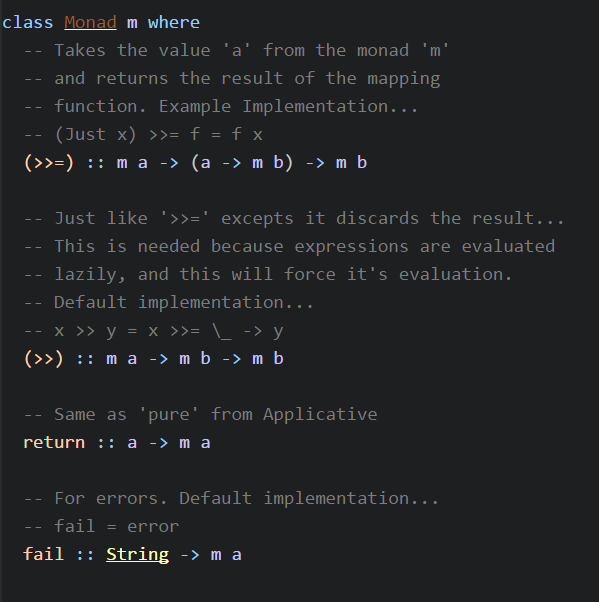 class Monad m where
-- Takes the value 'a' from the monad 'm'
-- and returns the result of the mapping
-- function. Example Implementation...
-- (Just x) >>= f = f x
(>>=) :: m a -> (a -> m b) -> m b
-- Just like '>>=' excepts it discards the result...
-- This is needed because expressions are evaluated
-- lazily, and this will force it's evaluation.
-- Default implementation...
-- x >> y = x >>= \_ -> y
(>>) :: m a -> m b -> m b
-- Same as 'pure' from Applicative
return :: a -> m a
-- For errors. Default implementation...
-- fail = error
fail :: String -> m a